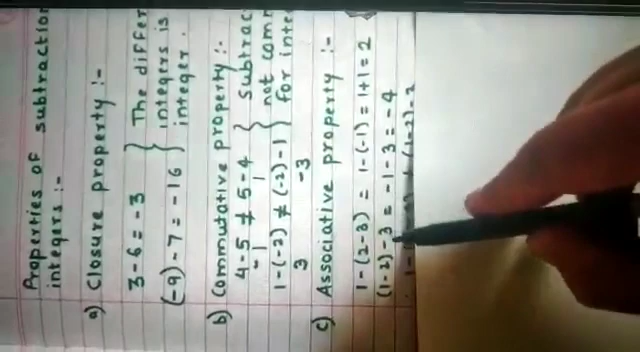 Properties of subtraction
integers :-
a) Closure property :-
3-6 = -3 } The differ
integers is
(-9)-7 = -16 integer.
b) Commutative property :-
4-5 ≠ 5-4 } Subtrac
-1 1 not comm
1-(-2) ≠ (-2)-1 } for inte
3 -3
c) Associative property :-
1-(2-3) = 1-(-1) = 1+1 = 2
(1-2)-3 = -1-3 = -4